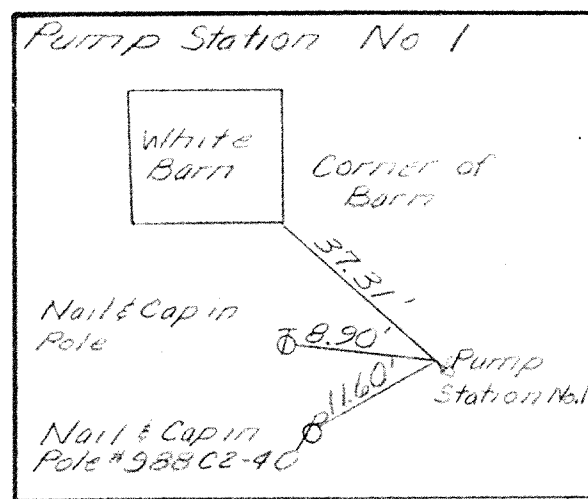 Pump Station No 1
White
Barn
Corner of
Barn
37.31'
Nail & Cap in
Pole
8.90'
Pump
Station No.1
11.60'
Nail & Cap in
Pole #988C2-40